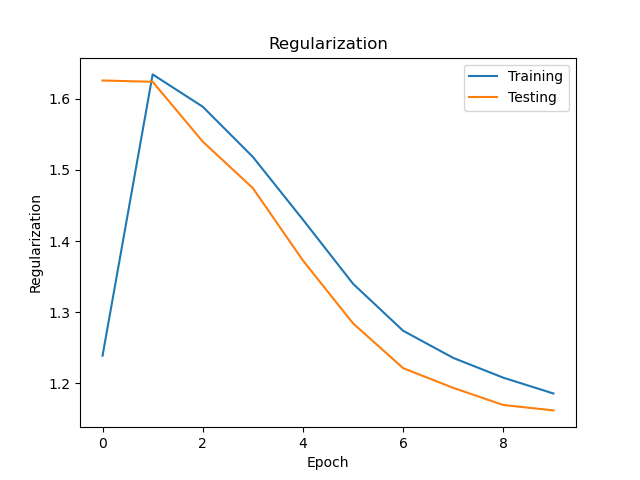 Regularization
Training
Testing
Regularization
1.6
1.5
1.4
1.3
1.2
0 2 4 6 8
Epoch